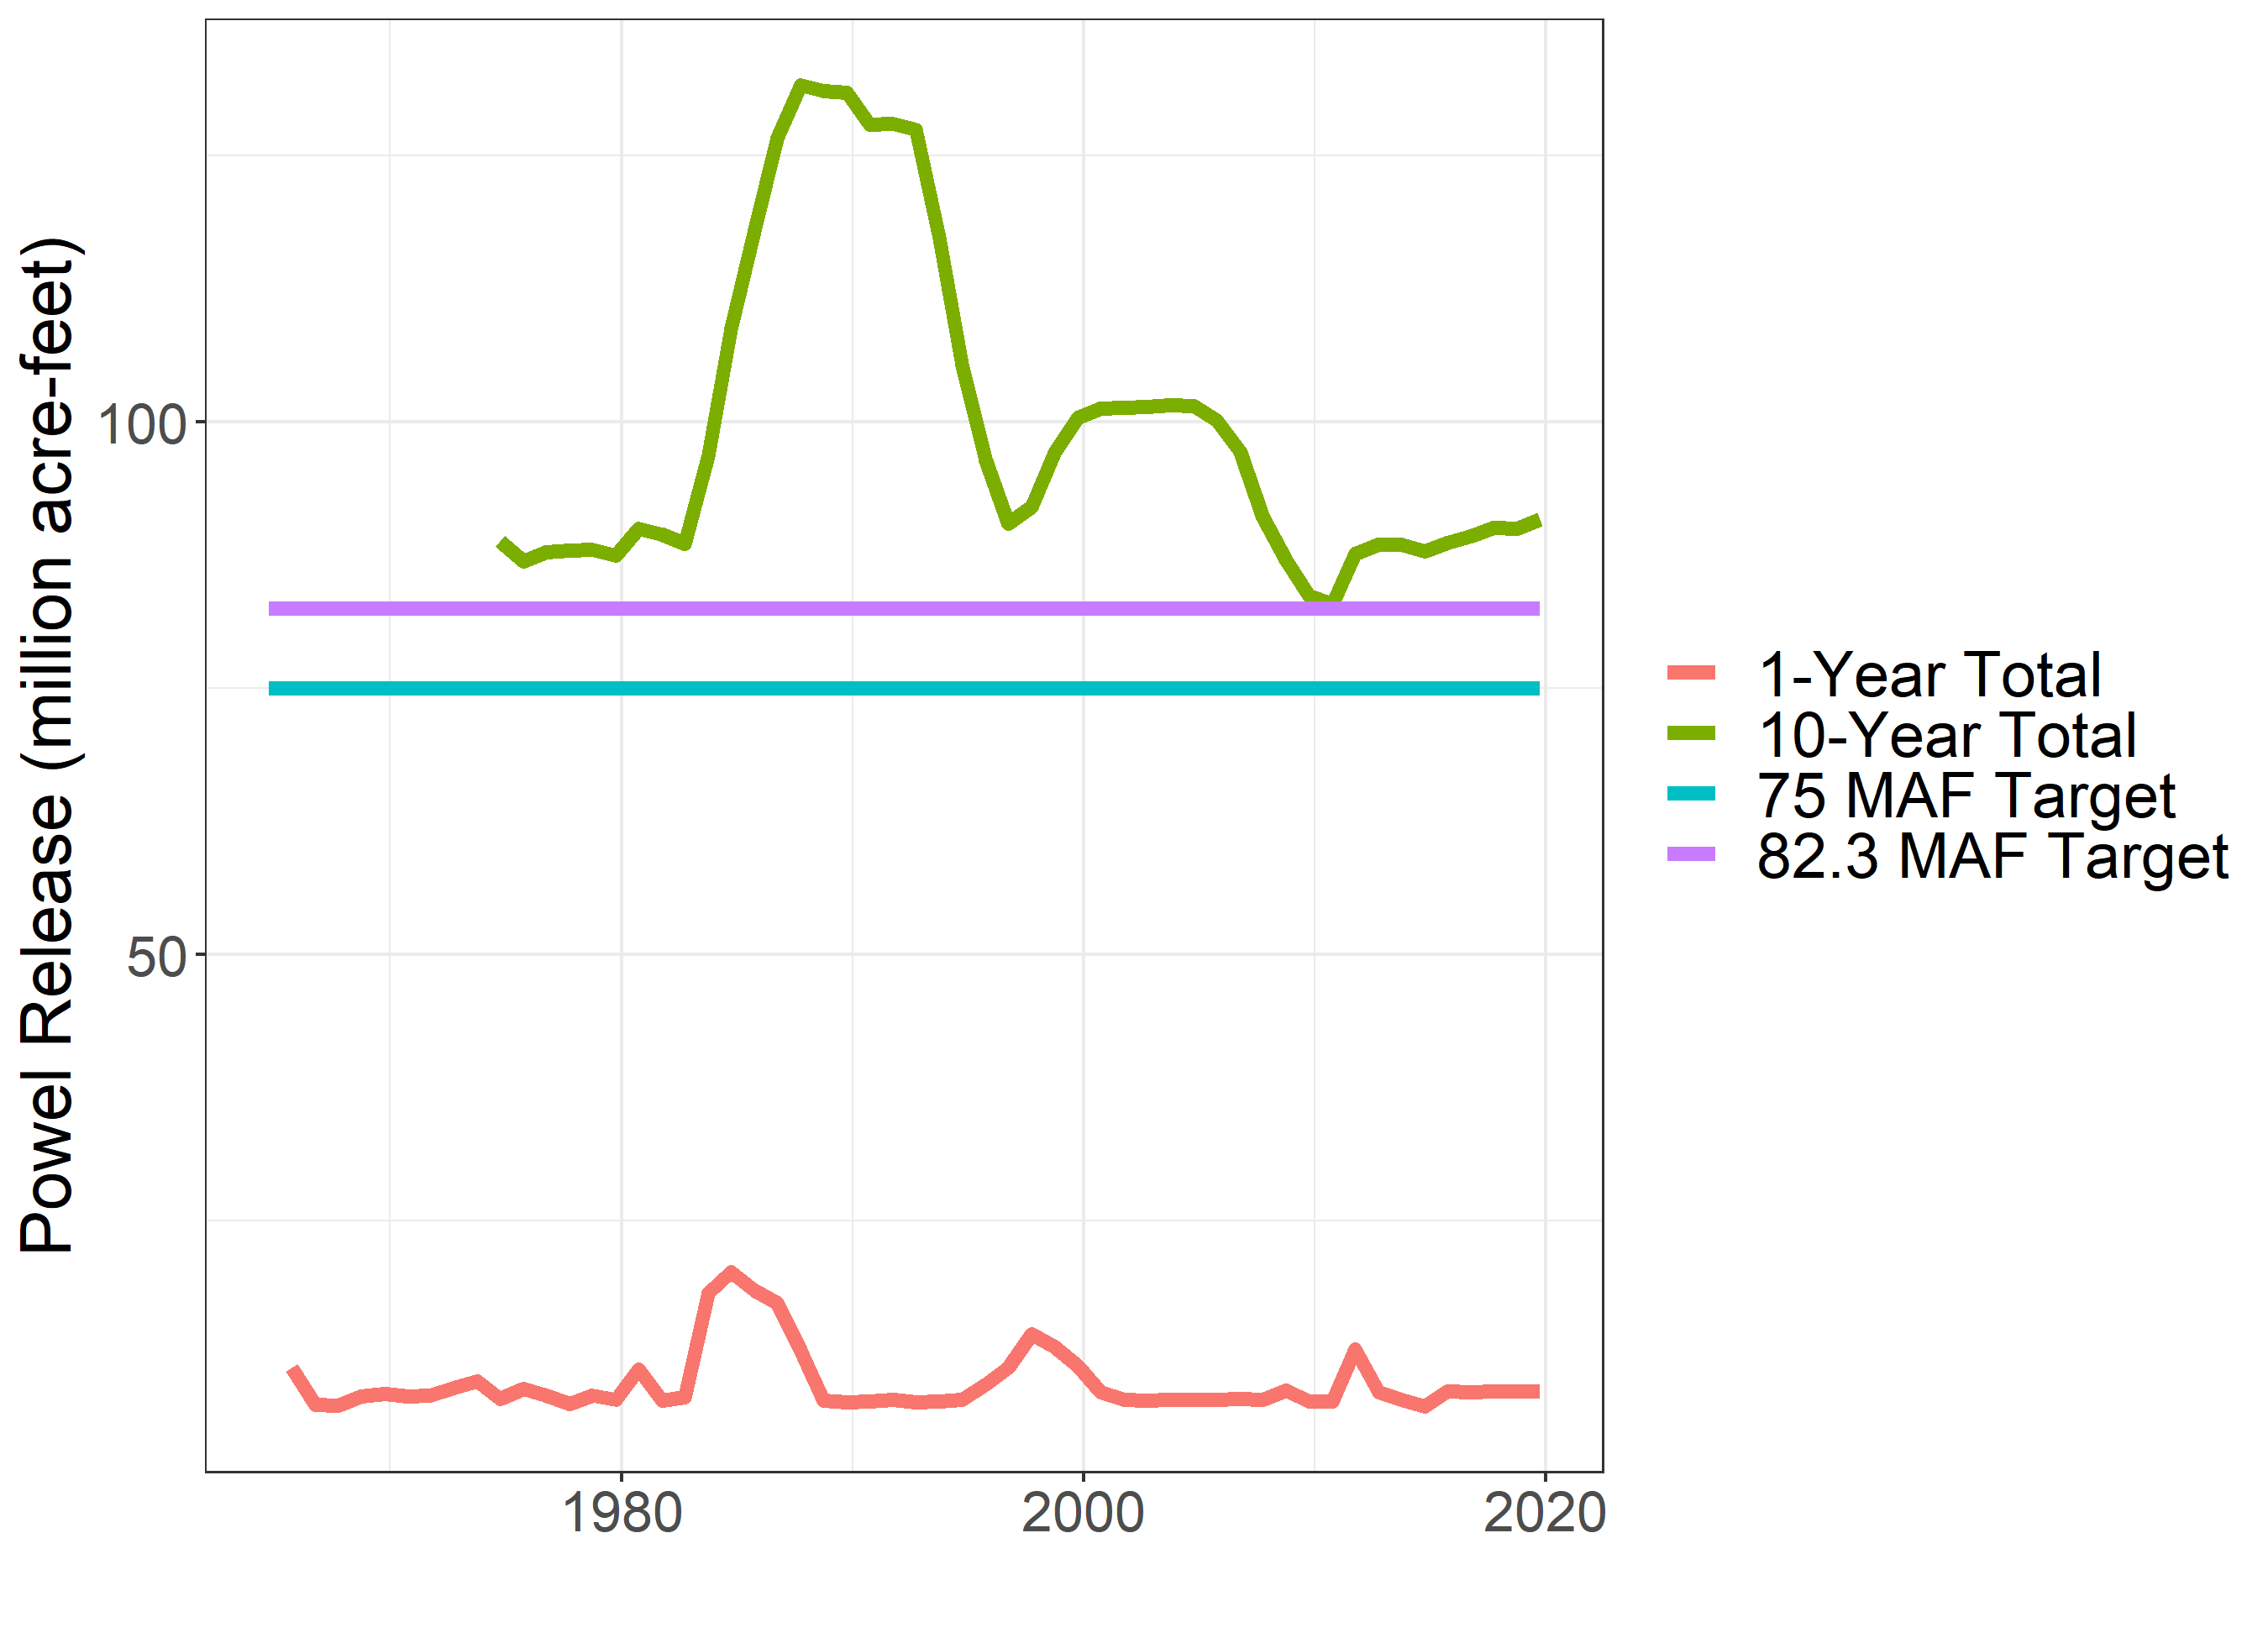 Powel Release (million acre-feet)
100
50
1980
2000
2020
1-Year Total
10-Year Total
75 MAF Target
82.3 MAF Target